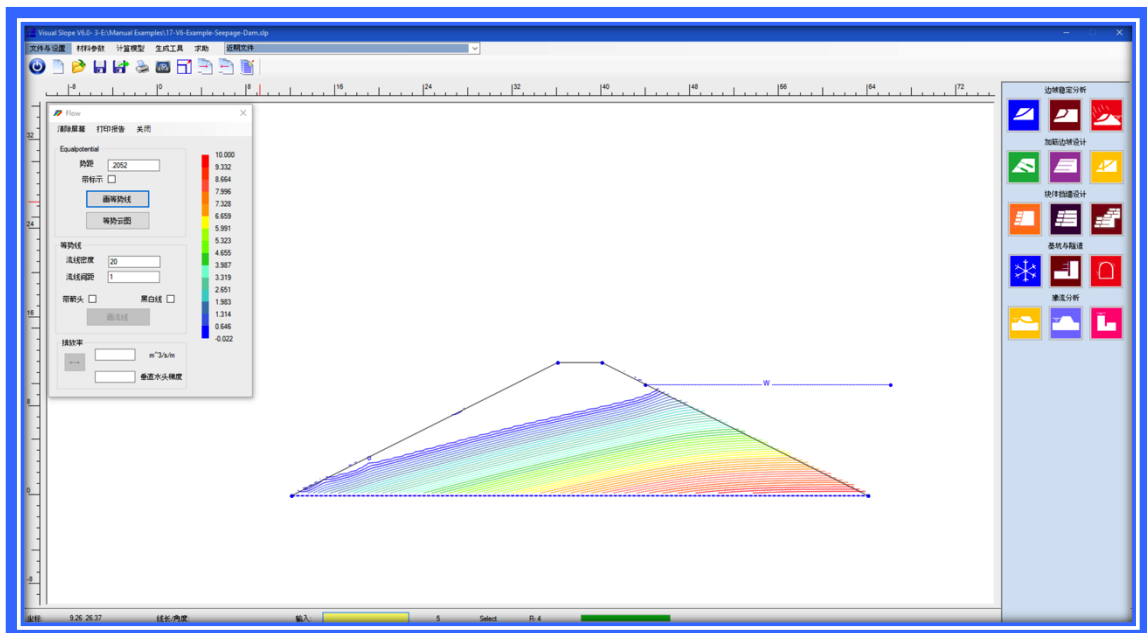 Visual Slope V6.0- 3-E:\Manual Examples\17-V6-Example-Seepage-Dam.slp
文件与设置 材料参数 计算模型 生成工具 求助 近期文件
-8 0 8 16 24 32 40 48 56 64 72
32
24
16
8
0
-8
Flow
清除屏幕 打印报告 关闭
Equalpotential
势距 .2052
带标示
画等势线
等势云图
等势线
流线密度 20
流线间距 1
带箭头 黑白线
画流线
m^3/s/m
垂直水头梯度
10.000
9.332
8.664
7.996
7.328
6.659
5.991
5.323
4.655
3.987
3.319
2.651
1.983
1.314
0.646
-0.022
W
边坡稳定分析
加筋边坡设计
块体挡墙设计
基坑与隧道
渗流分析
坐标: 9.26 26.37 线长/角度: 输入: S Select R: 4